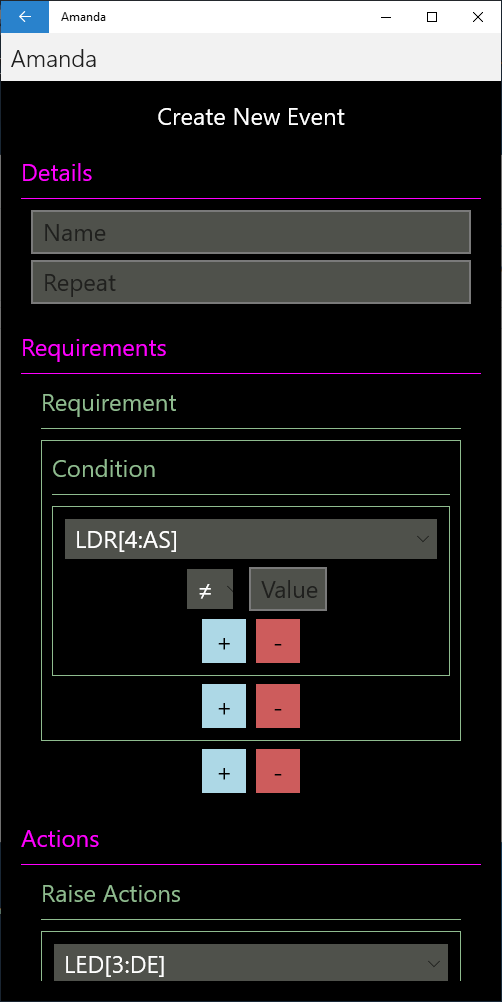 Amanda
Amanda
Create New Event
Details
Name
Repeat
Requirements
Requirement
Condition
LDR[4:AS]
≠ Value
+ -
+ -
+ -
Actions
Raise Actions
LED[3:DE]